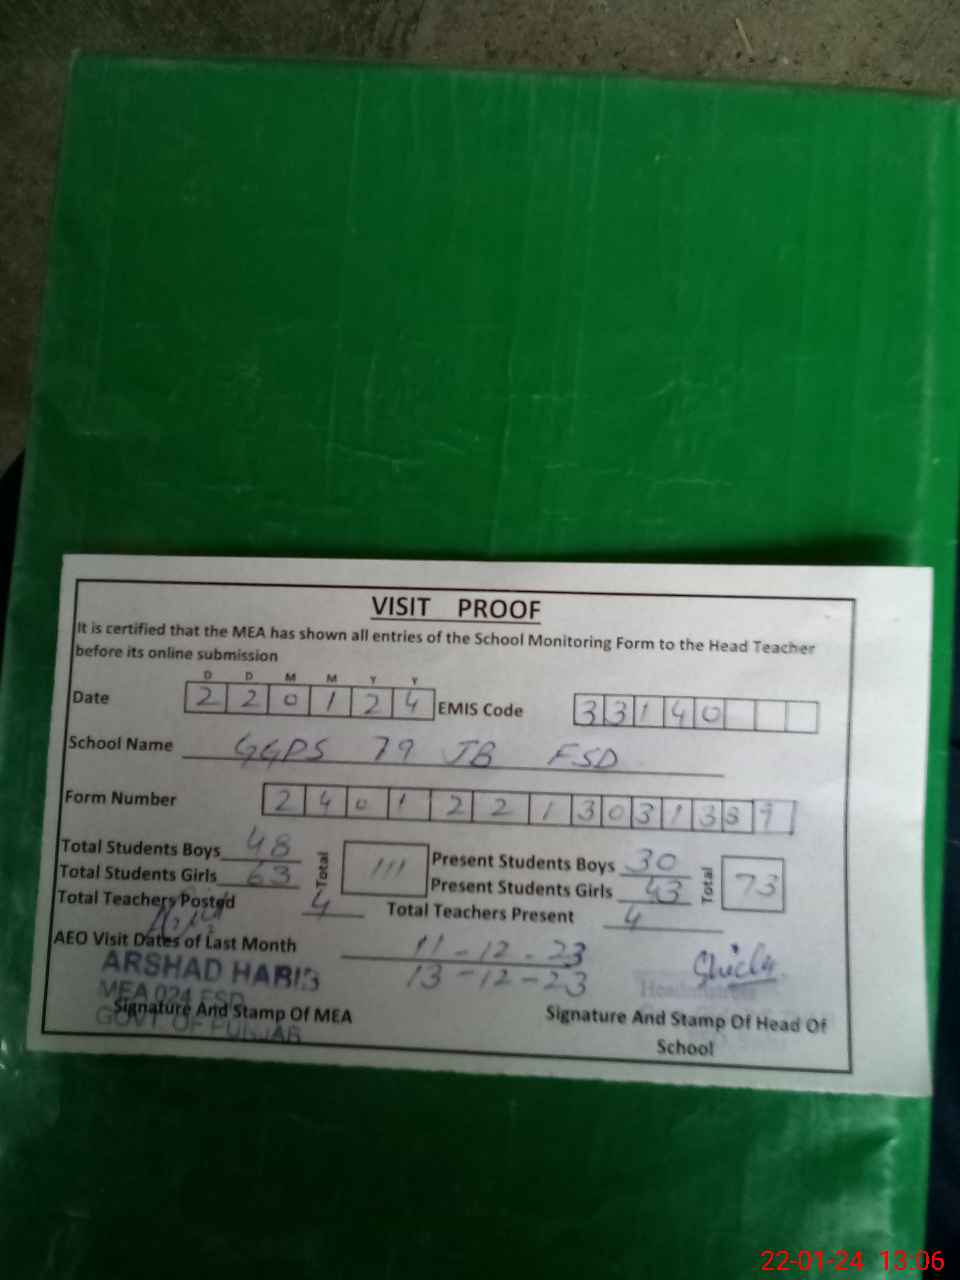 VISIT PROOF
It is certified that the MEA has shown all entries of the School Monitoring Form to the Head Teacher
before its online submission
D D M M Y Y
Date 2 2 0 1 2 4 EMIS Code 3 3 1 4 0
School Name GGPS 79 JB FSD
Form Number 2 4 0 1 2 2 1 3 0 3 1 3 8 9
Total Students Boys 48 Total 111 Present Students Boys 30 Total 73
Total Students Girls 63 Present Students Girls 43
Total Teachers Posted 4 Total Teachers Present 4
AEO Visit Dates of Last Month 11-12-23
13-12-23
ARSHAD HABIB
MEA 024 FSD
GOVT OF PUNJAB
Signature And Stamp Of MEA
Headmistress
Signature And Stamp Of Head Of
School
22-01-24 13:06